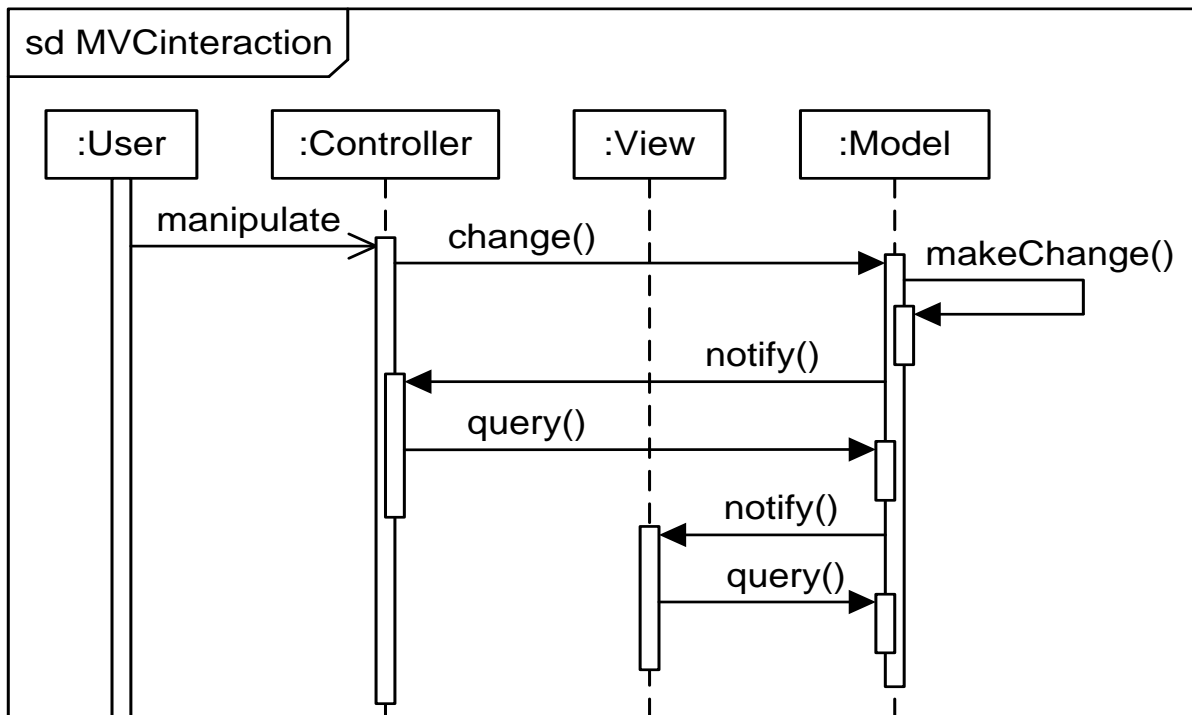 sd MVCinteraction
:User
:Controller
:View
:Model
manipulate
change()
makeChange()
notify()
query()
notify()
query()